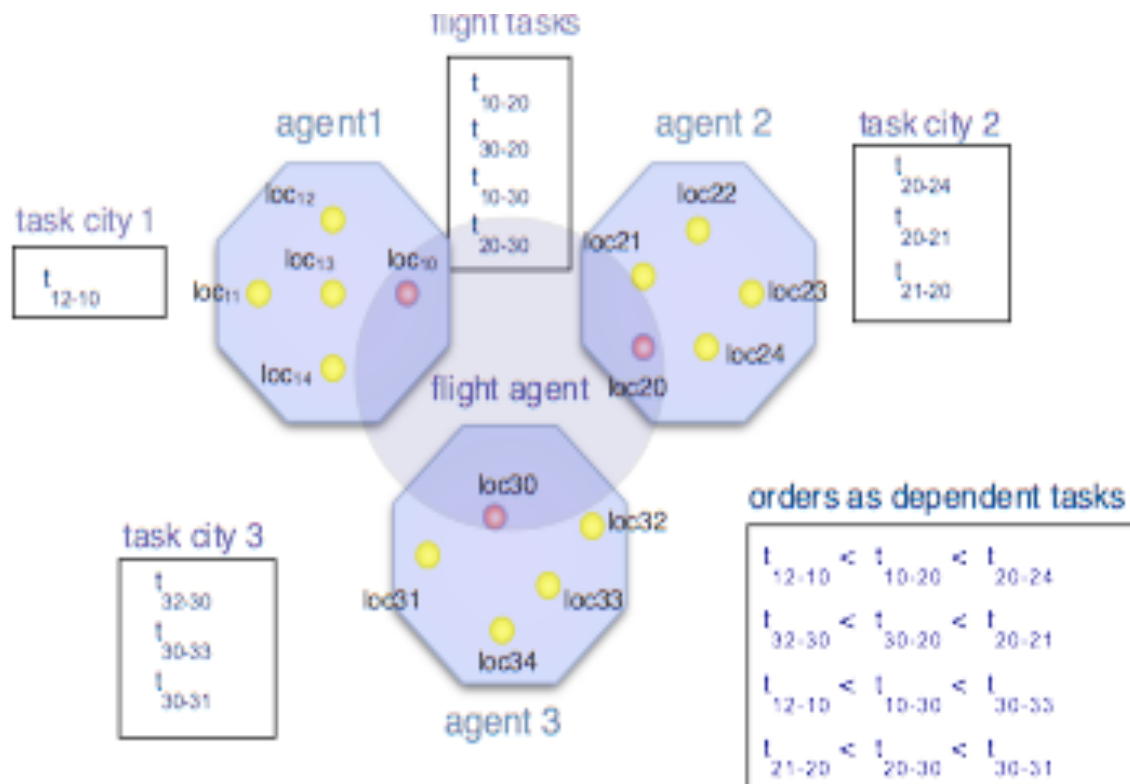 flight tasks
t10-20
t30-20
t10-30
t20-30
agent1
agent 2
task city 1
t12-10
task city 2
t20-24
t20-21
t21-20
loc12
loc13
loc10
loc11
loc14
loc22
loc21
loc23
loc24
loc20
flight agent
loc30
loc32
loc31
loc33
loc34
agent 3
task city 3
t32-30
t30-33
t30-31
orders as dependent tasks
t12-10 < t10-20 < t20-24
t32-30 < t30-20 < t20-21
t12-10 < t10-30 < t30-33
t21-20 < t20-30 < t30-31